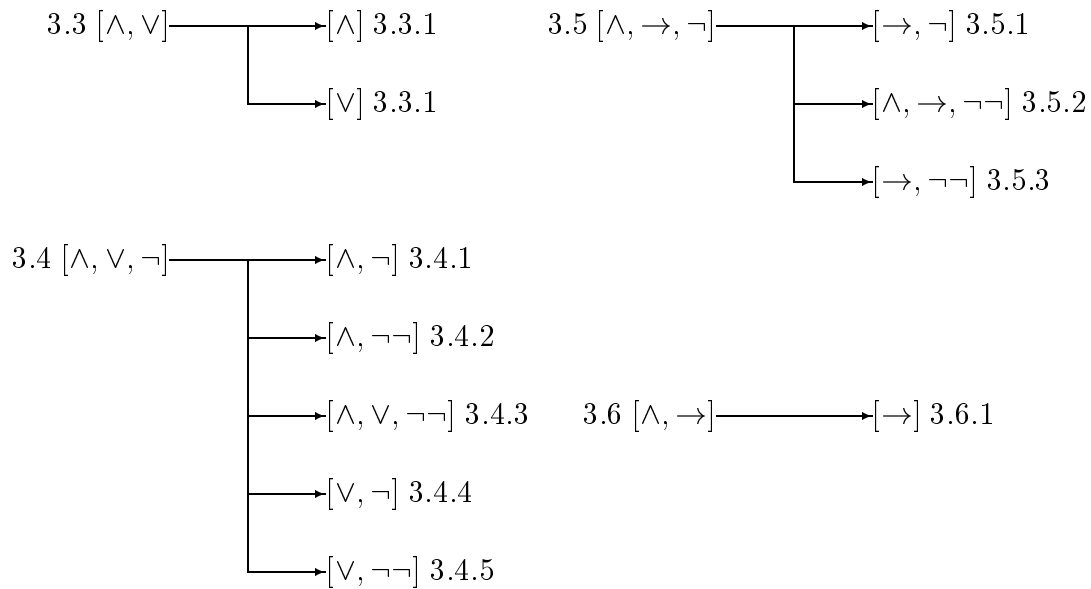 3.3 [∧, ∨] [∧] 3.3.1
[∨] 3.3.1
3.5 [∧, →, ¬] [→, ¬] 3.5.1
[∧, →, ¬¬] 3.5.2
[→, ¬¬] 3.5.3
3.4 [∧, ∨, ¬] [∧, ¬] 3.4.1
[∧, ¬¬] 3.4.2
[∧, ∨, ¬¬] 3.4.3
[∨, ¬] 3.4.4
[∨, ¬¬] 3.4.5
3.6 [∧, →] [→] 3.6.1